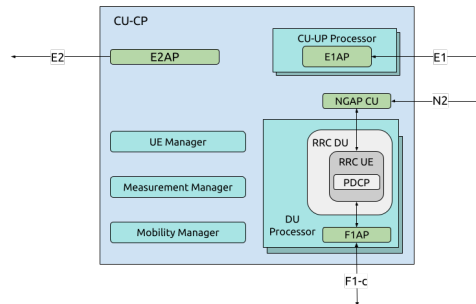 CU-CP
CU-UP Processor
E2
E2AP
E1AP
E1
NGAP CU
N2
UE Manager
RRC DU
RRC UE
PDCP
Measurement Manager
Mobility Manager
DU
Processor
F1AP
F1-c